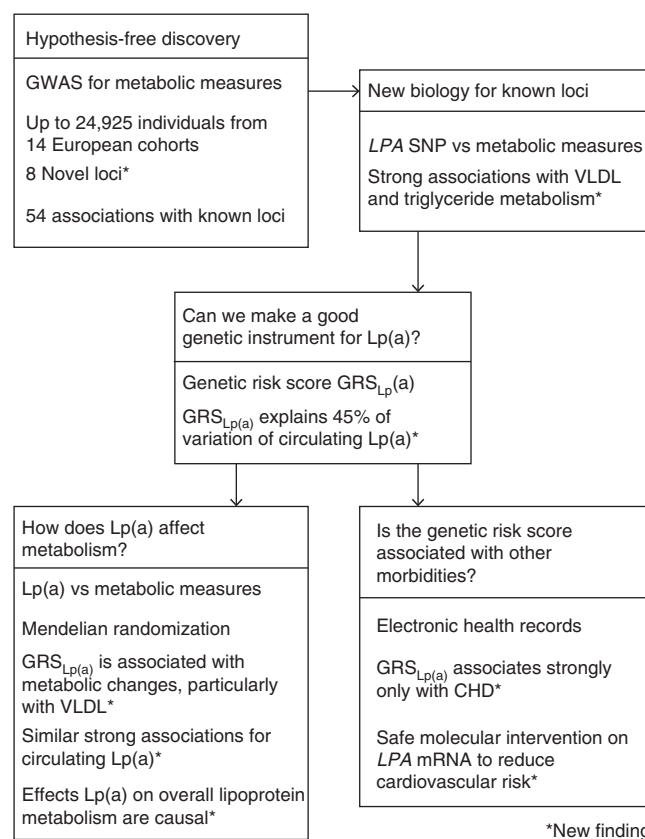 Hypothesis-free discovery
GWAS for metabolic measures
Up to 24,925 individuals from
14 European cohorts
8 Novel loci*
54 associations with known loci
New biology for known loci
LPA SNP vs metabolic measures
Strong associations with VLDL
and triglyceride metabolism*
Can we make a good
genetic instrument for Lp(a)?
Genetic risk score GRS_Lp(a)
GRS_Lp(a) explains 45% of
variation of circulating Lp(a)*
How does Lp(a) affect
metabolism?
Lp(a) vs metabolic measures
Mendelian randomization
GRS_Lp(a) is associated with
metabolic changes, particularly
with VLDL*
Similar strong associations for
circulating Lp(a)*
Effects Lp(a) on overall lipoprotein
metabolism are causal*
Is the genetic risk score
associated with other
morbidities?
Electronic health records
GRS_Lp(a) associates strongly
only with CHD*
Safe molecular intervention on
LPA mRNA to reduce
cardiovascular risk*
*New finding